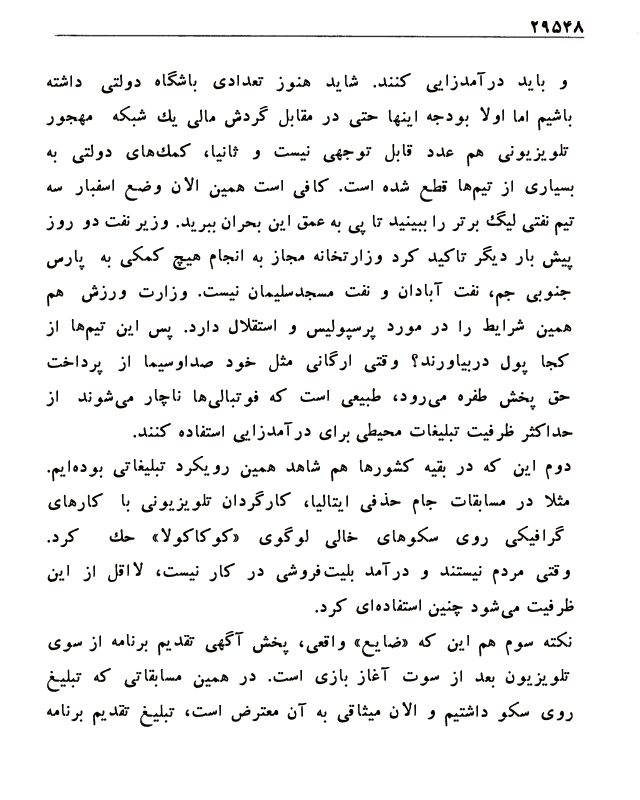 ۲۹۵۴۸
و باید درآمدزایی کنند. شاید هنوز تعدادی باشگاه دولتی داشته
باشیم اما اولا بودجه اینها حتی در مقابل گردش مالی یك شبکه مهجور
تلویزیونی هم عدد قابل توجهی نیست و ثانیا، کمك‌های دولتی به
بسیاری از تیم‌ها قطع شده است. کافی است همین الان وضع اسفبار سه
تیم نفتی لیگ برتر را ببینید تا پی به عمق این بحران ببرید. وزیر نفت دو روز
پیش بار دیگر تاکید کرد وزارتخانه مجاز به انجام هیچ کمکی به پارس
جنوبی جم، نفت آبادان و نفت مسجدسلیمان نیست. وزارت ورزش هم
همین شرایط را در مورد پرسپولیس و استقلال دارد. پس این تیم‌ها از
کجا پول دربیاورند؟ وقتی ارگانی مثل خود صداوسیما از پرداخت
حق پخش طفره می‌رود، طبیعی است که فوتبالی‌ها ناچار می‌شوند از
حداکثر ظرفیت تبلیغات محیطی برای درآمدزایی استفاده کنند.
دوم این که در بقیه کشورها هم شاهد همین رویکرد تبلیغاتی بوده‌ایم.
مثلا در مسابقات جام حذفی ایتالیا، کارگردان تلویزیونی با کارهای
گرافیکی روی سکوهای خالی لوگوی «کوکاکولا» حك کرد.
وقتی مردم نیستند و درآمد بلیت‌فروشی در کار نیست، لااقل از این
ظرفیت می‌شود چنین استفاده‌ای کرد.
نکته سوم هم این که «ضایع» واقعی، پخش آگهی تقدیم برنامه از سوی
تلویزیون بعد از سوت آغاز بازی است. در همین مسابقاتی که تبلیغ
روی سکو داشتیم و الان میثاقی به آن معترض است، تبلیغ تقدیم برنامه